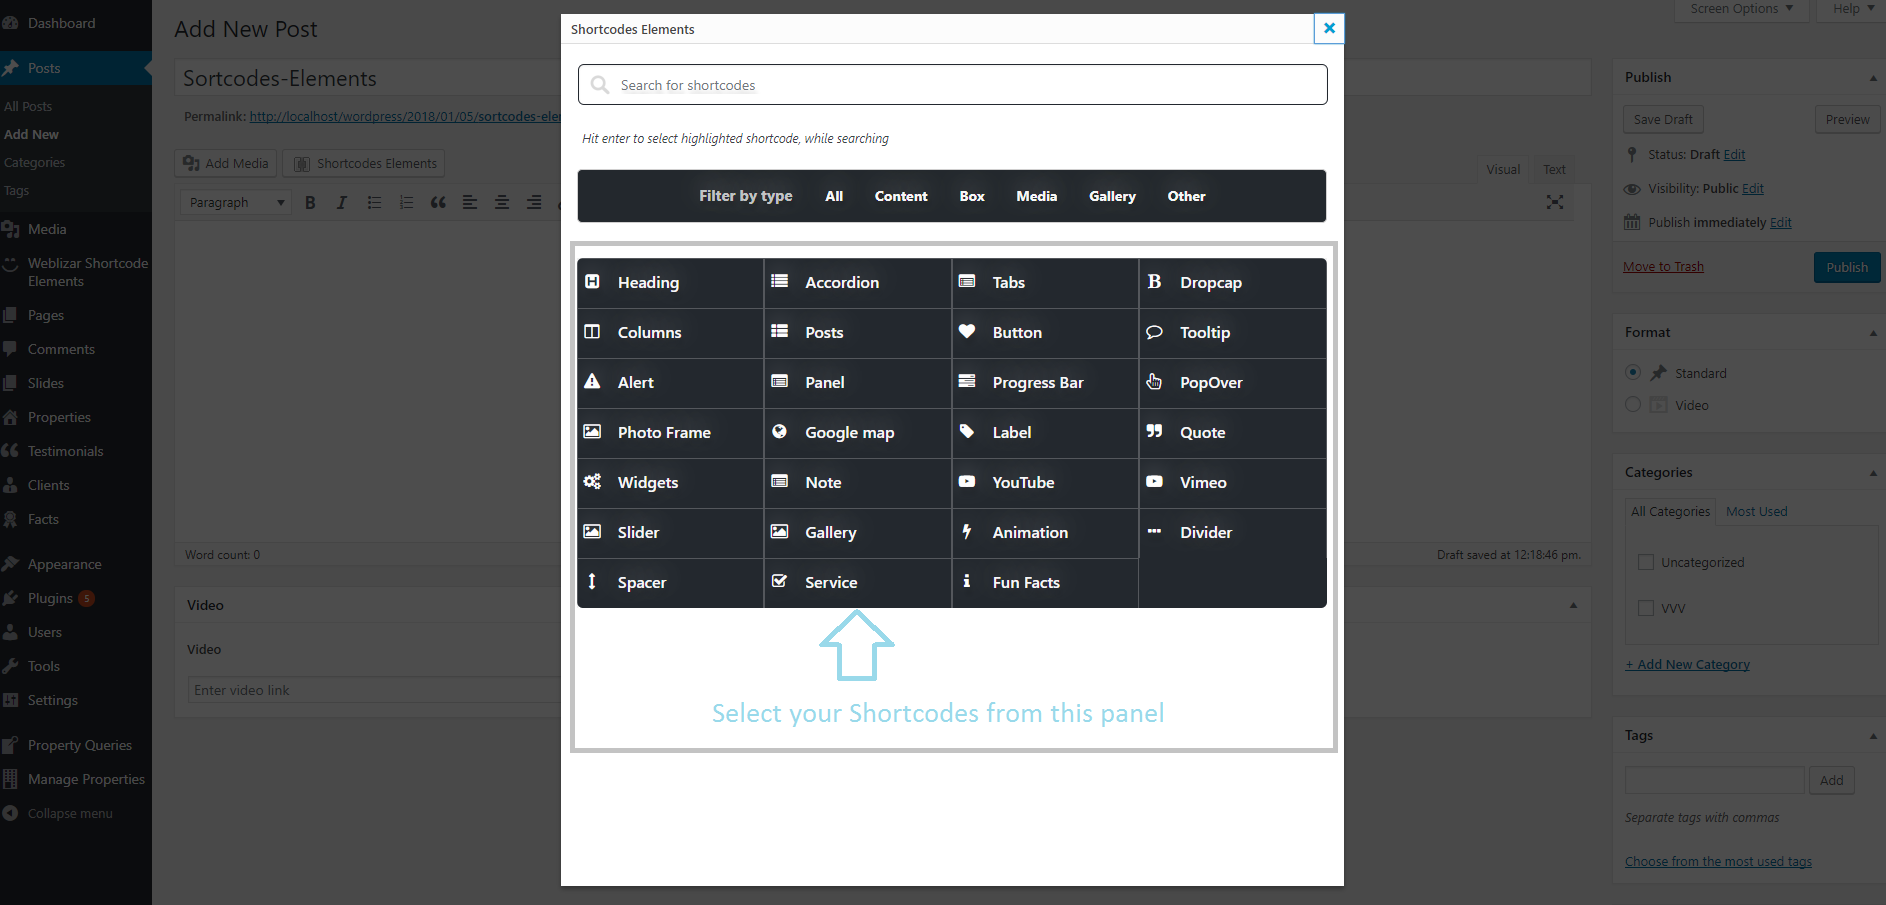 Dashboard
Posts
All Posts
Add New
Categories
Tags
Media
Weblizar Shortcode
Elements
Pages
Comments
Slides
Properties
Testimonials
Clients
Facts
Appearance
Plugins 5
Users
Tools
Settings
Property Queries
Manage Properties
Collapse menu
Screen Options
Help
Add New Post
Sortcodes-Elements
Permalink: http://localhost/wordpress/2018/01/05/sortcodes-ele
Add Media
Shortcodes Elements
Visual
Text
Paragraph
B
I
Word count: 0
Draft saved at 12:18:46 pm.
Video
Video
Enter video link
Shortcodes Elements
Search for shortcodes
Hit enter to select highlighted shortcode, while searching
Filter by type All Content Box Media Gallery Other
Heading Accordion Tabs B Dropcap
Columns Posts Button Tooltip
Alert Panel Progress Bar PopOver
Photo Frame Google map Label Quote
Widgets Note YouTube Vimeo
Slider Gallery Animation Divider
Spacer Service Fun Facts
Select your Shortcodes from this panel
Publish
Save Draft
Preview
Status: Draft Edit
Visibility: Public Edit
Publish immediately Edit
Move to Trash
Publish
Format
Standard
Video
Categories
All Categories
Most Used
Uncategorized
VVV
+ Add New Category
Tags
Add
Separate tags with commas
Choose from the most used tags